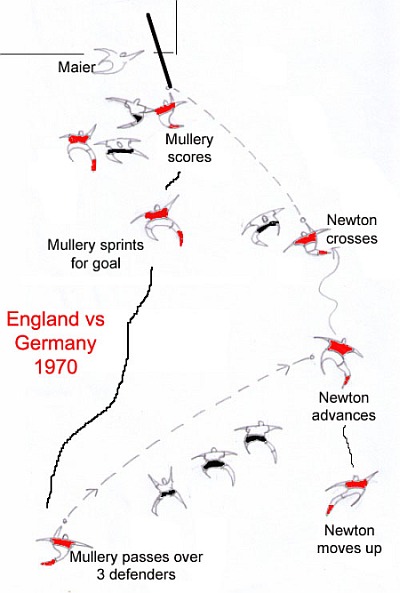 Maier
Mullery
scores
Newton
crosses
Mullery sprints
for goal
England vs
Germany
1970
Newton
advances
Newton
moves up
Mullery passes over
3 defenders